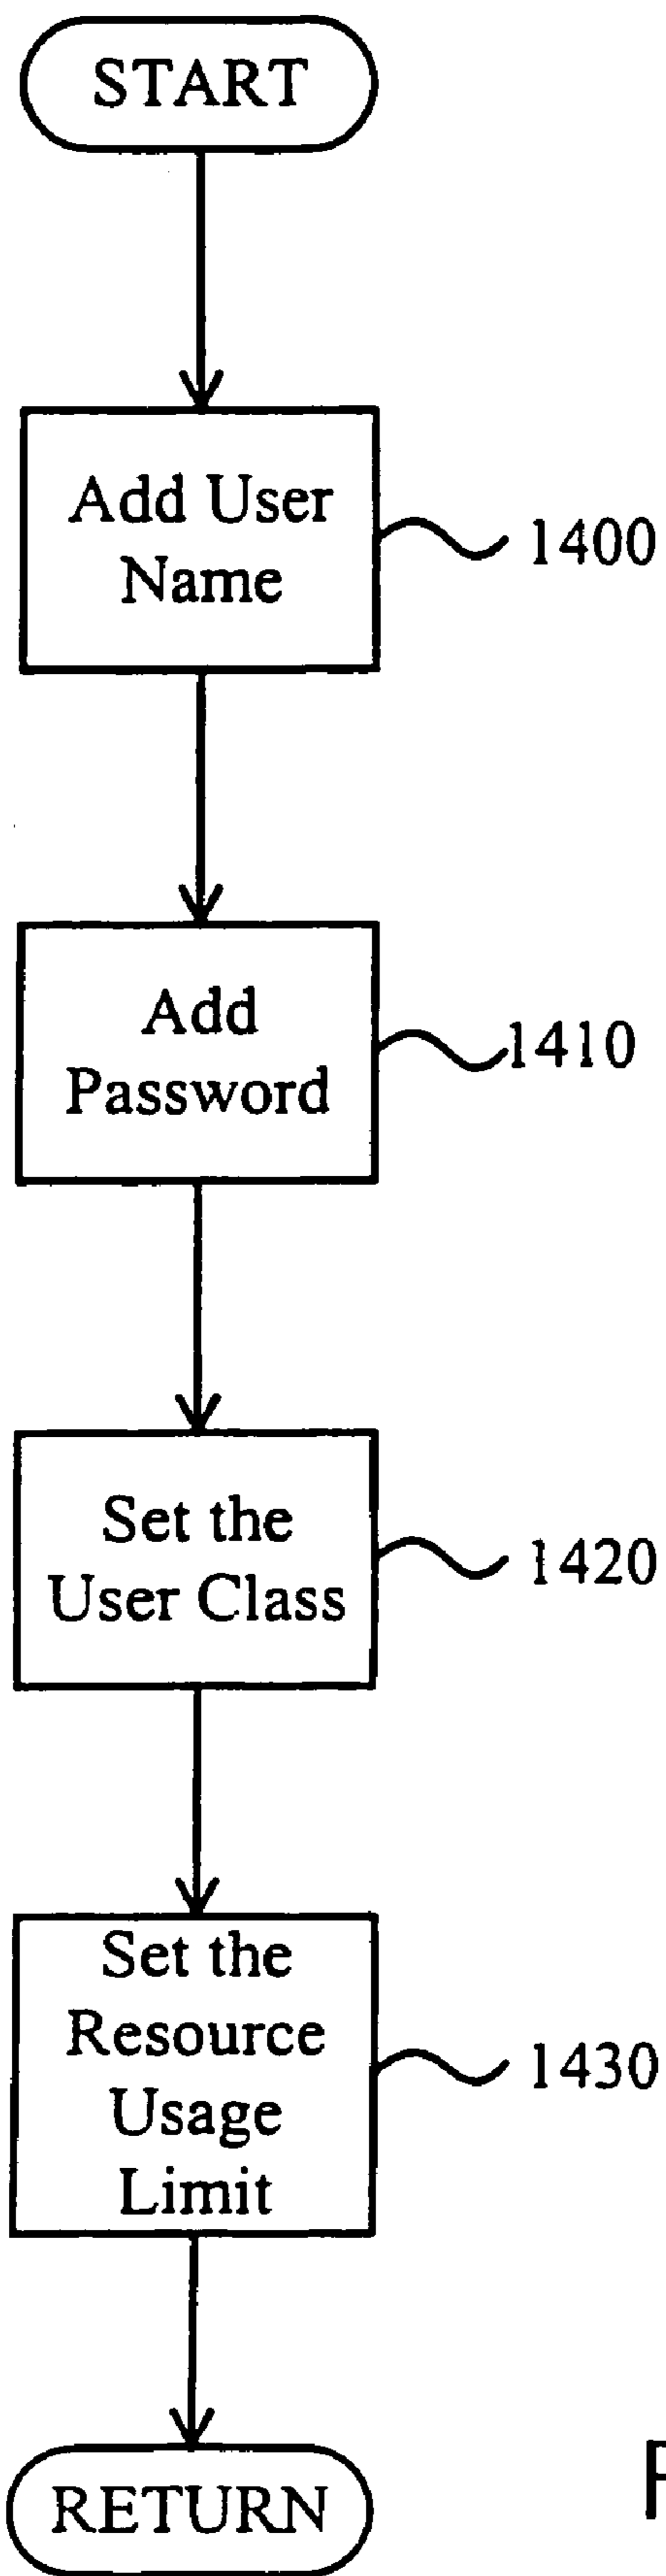 START
Add User
Name
1400
Add
Password
1410
Set the
User Class
1420
Set the
Resource
Usage
Limit
1430
RETURN